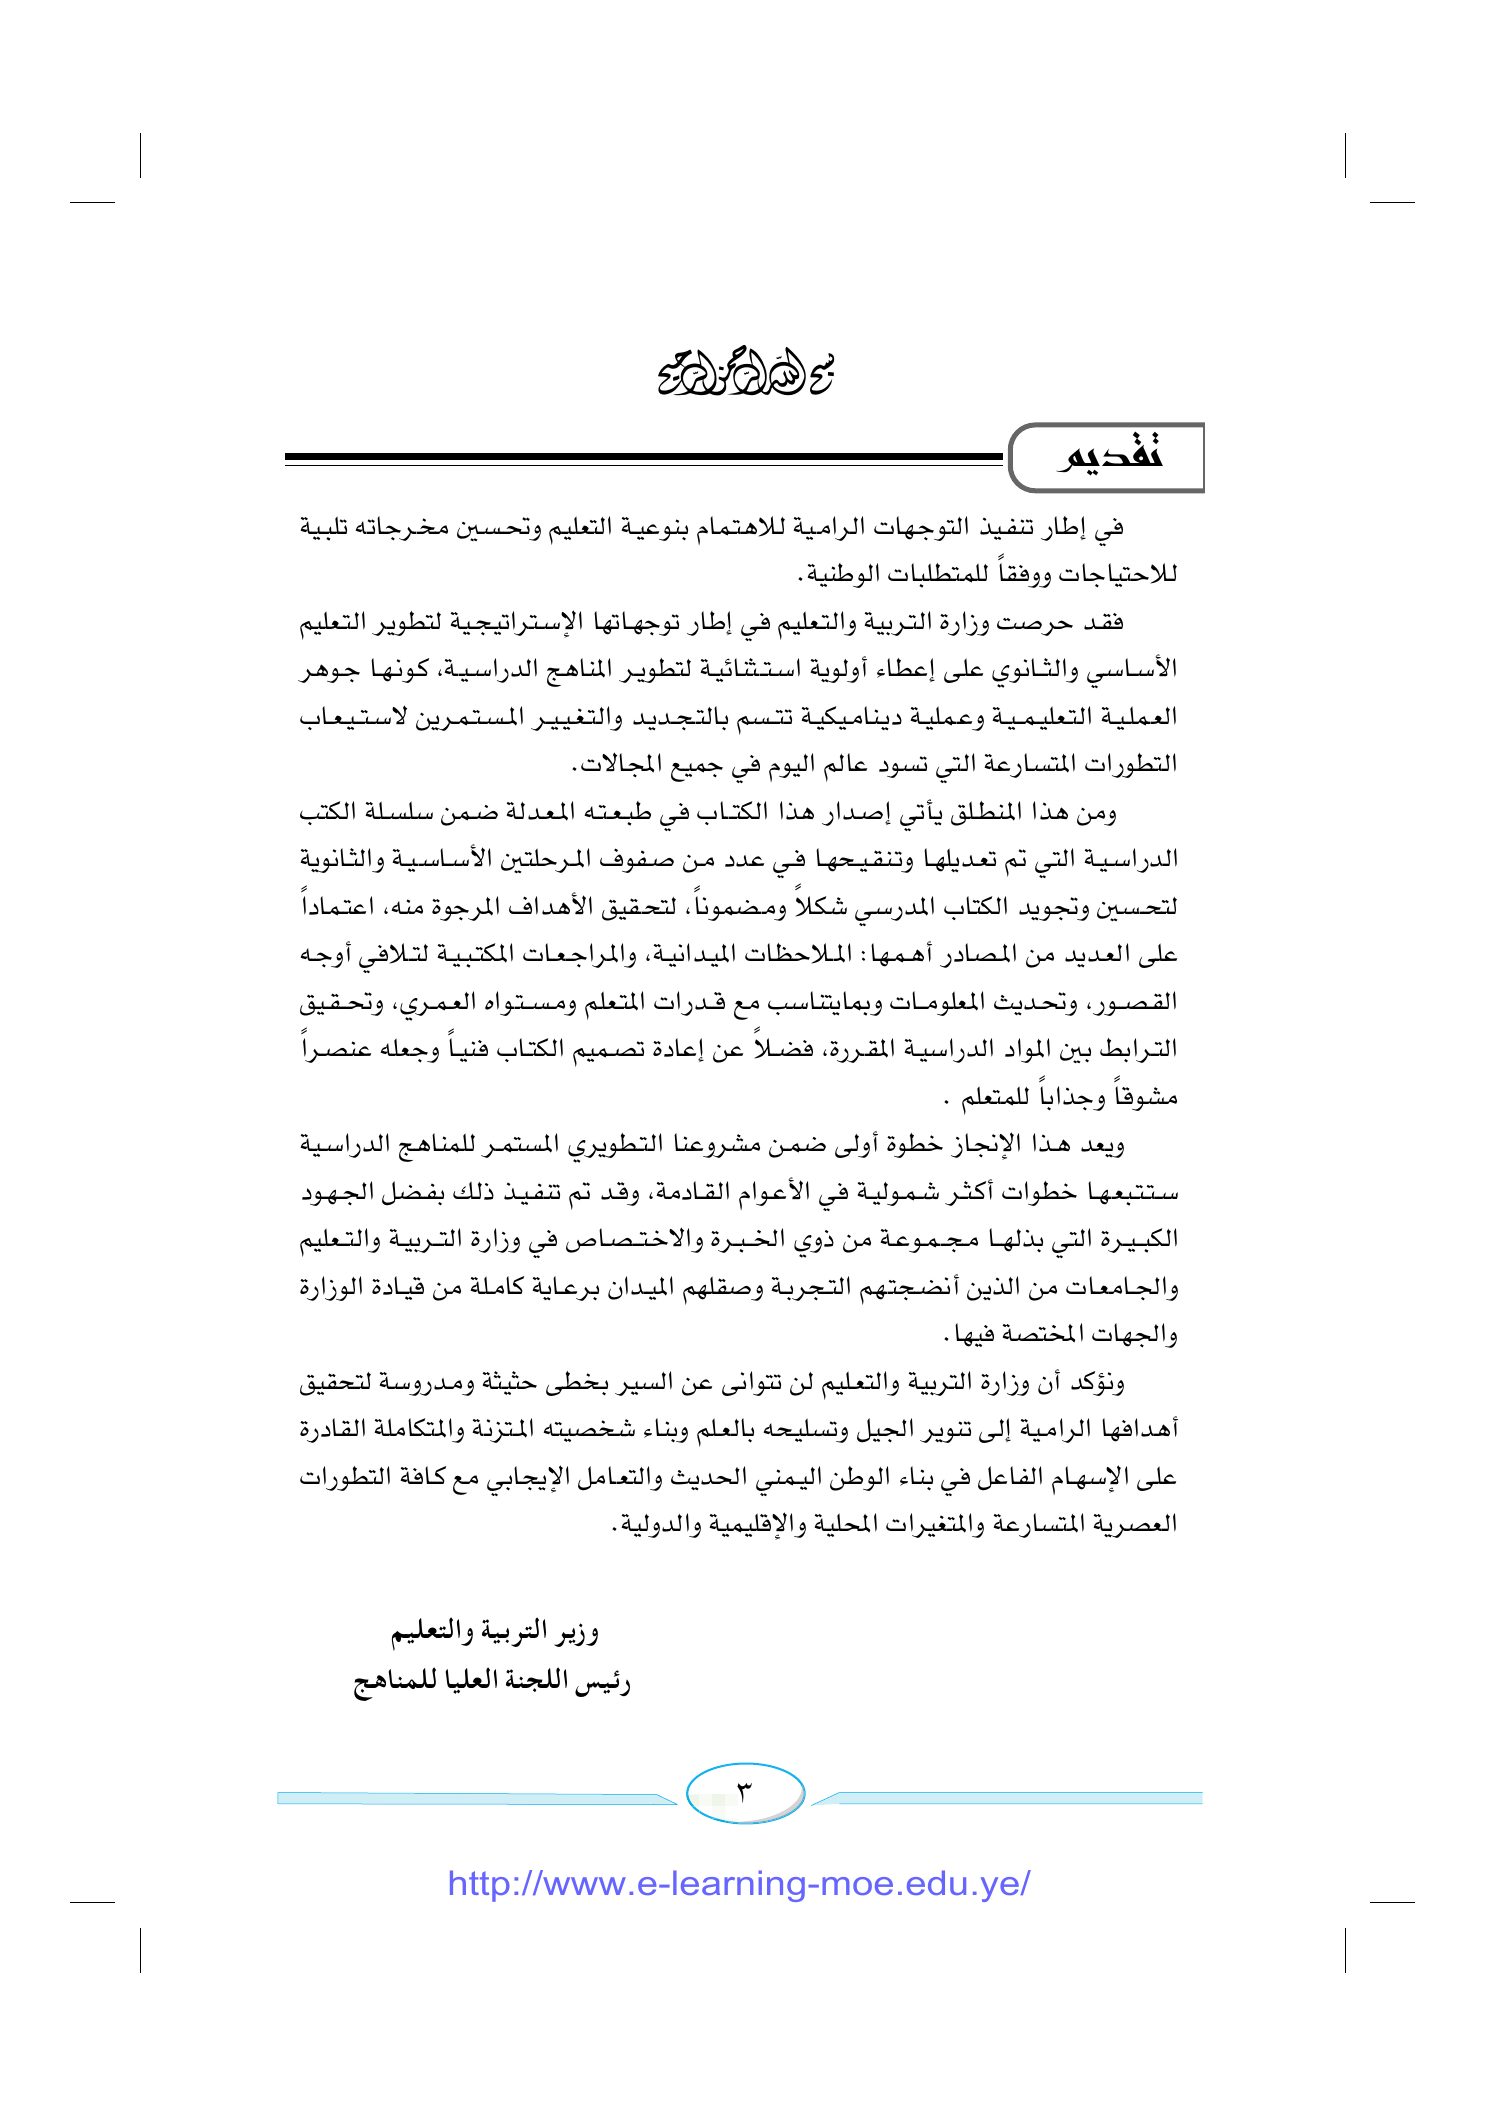 بسم الله الرحمن الرحيم
تقديم
في إطار تنفيذ التوجهات الرامية للاهتمام بنوعية التعليم وتحسين مخرجاته تلبية
للاحتياجات ووفقاً للمتطلبات الوطنية.
فقد حرصت وزارة التربية والتعليم في إطار توجهاتها الإستراتيجية لتطوير التعليم
الأساسي والثانوي على إعطاء أولوية استثنائية لتطوير المناهج الدراسية، كونها جوهر
العملية التعليمية وعملية ديناميكية تتسم بالتجديد والتغيير المستمرين لاستيعاب
التطورات المتسارعة التي تسود عالم اليوم في جميع المجالات.
ومن هذا المنطلق يأتي إصدار هذا الكتاب في طبعته المعدلة ضمن سلسلة الكتب
الدراسية التي تم تعديلها وتنقيحها في عدد من صفوف المرحلتين الأساسية والثانوية
لتحسين وتجويد الكتاب المدرسي شكلاً ومضموناً، لتحقيق الأهداف المرجوة منه، اعتماداً
على العديد من المصادر أهمها: الملاحظات الميدانية، والمراجعات المكتبية لتلافي أوجه
القصور، وتحديث المعلومات وبمايتناسب مع قدرات المتعلم ومستواه العمري، وتحقيق
الترابط بين المواد الدراسية المقررة، فضلاً عن إعادة تصميم الكتاب فنياً وجعله عنصراً
مشوقاً وجذاباً للمتعلم .
ويعد هذا الإنجاز خطوة أولى ضمن مشروعنا التطويري المستمر للمناهج الدراسية
ستتبعها خطوات أكثر شمولية في الأعوام القادمة، وقد تم تنفيذ ذلك بفضل الجهود
الكبيرة التي بذلها مجموعة من ذوي الخبرة والاختصاص في وزارة التربية والتعليم
والجامعات من الذين أنضجتهم التجربة وصقلهم الميدان برعاية كاملة من قيادة الوزارة
والجهات المختصة فيها.
ونؤكد أن وزارة التربية والتعليم لن تتوانى عن السير بخطى حثيثة ومدروسة لتحقيق
أهدافها الرامية إلى تنوير الجيل وتسليحه بالعلم وبناء شخصيته المتزنة والمتكاملة القادرة
على الإسهام الفاعل في بناء الوطن اليمني الحديث والتعامل الإيجابي مع كافة التطورات
العصرية المتسارعة والمتغيرات المحلية والإقليمية والدولية.
وزير التربية والتعليم
رئيس اللجنة العليا للمناهج
٣
http://www.e-learning-moe.edu.ye/